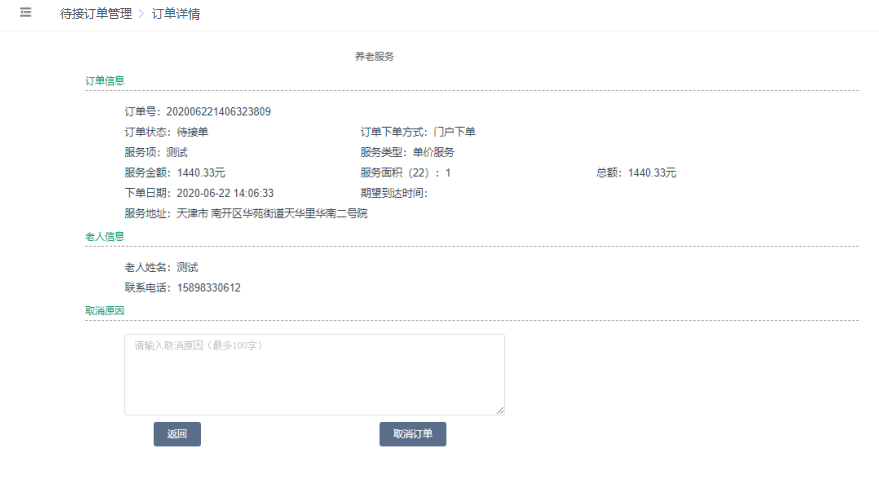 待接订单管理 > 订单详情
养老服务
订单信息
订单号：202006221406323809
订单状态：待接单 订单下单方式：门户下单
服务项：测试 服务类型：单价服务
服务金额：1440.33元 服务面积（22）：1 总额：1440.33元
下单日期：2020-06-22 14:06:33 期望到达时间：
服务地址：天津市 南开区华苑街道天华里华南二号院
老人信息
老人姓名：测试
联系电话：15898330612
取消原因
请输入取消原因（最多100字）
返回 取消订单